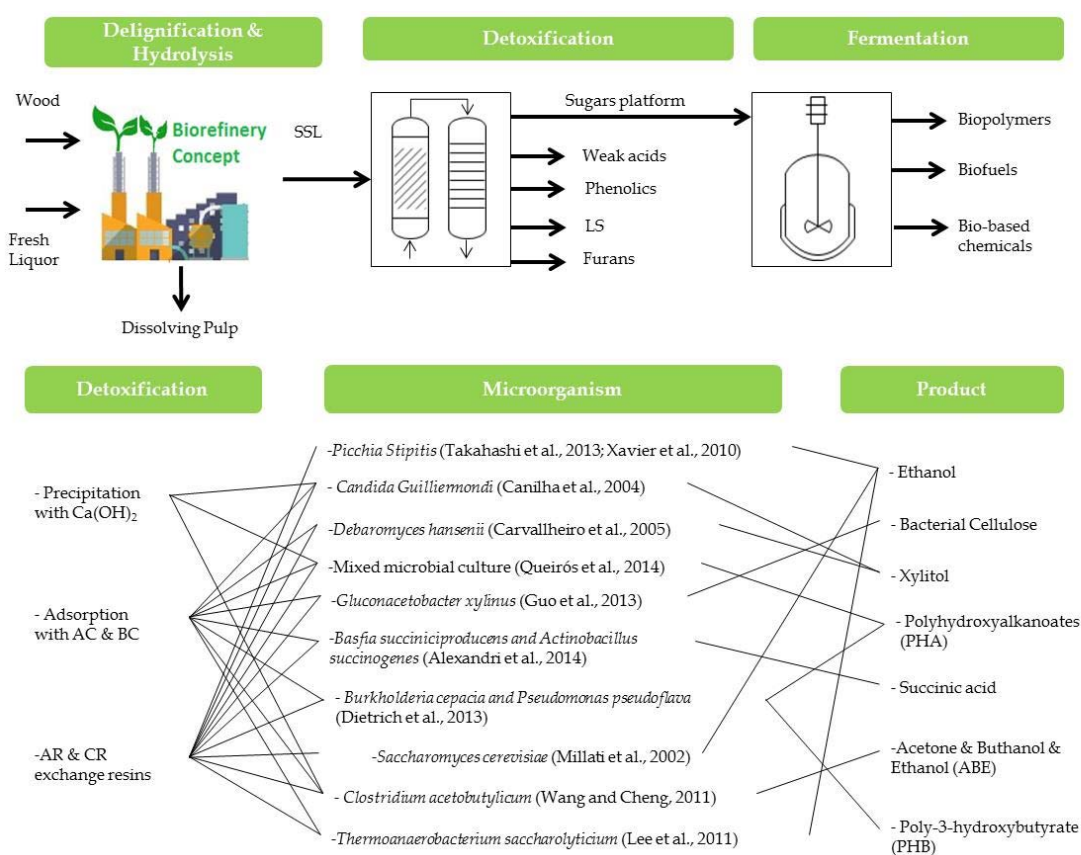 Delignification &
Hydrolysis
Detoxification
Fermentation
Wood
Biorefinery
Concept
SSL
Fresh
Liquor
Dissolving Pulp
Sugars platform
Weak acids
Phenolics
LS
Furans
Biopolymers
Biofuels
Bio-based
chemicals
Detoxification
Microorganism
Product
- Precipitation
with Ca(OH)₂
- Adsorption
with AC & BC
-AR & CR
exchange resins
-Picchia Stipitis (Takahashi et al., 2013; Xavier et al., 2010)
- Candida Guilliermondi (Canilha et al., 2004)
-Debaromyces hansenii (Carvallheiro et al., 2005)
-Mixed microbial culture (Queirós et al., 2014)
-Gluconacetobacter xylinus (Guo et al., 2013)
-Basfia succiniciproducens and Actinobacillus
succinogenes (Alexandri et al., 2014)
- Burkholderia cepacia and Pseudomonas pseudoflava
(Dietrich et al., 2013)
-Saccharomyces cerevisiae (Millati et al., 2002)
- Clostridium acetobutylicum (Wang and Cheng, 2011)
-Thermoanaerobacterium saccharolyticium (Lee et al., 2011)
- Ethanol
- Bacterial Cellulose
- Xylitol
- Polyhydroxyalkanoates
(PHA)
- Succinic acid
-Acetone & Buthanol &
Ethanol (ABE)
- Poly-3-hydroxybutyrate
(PHB)